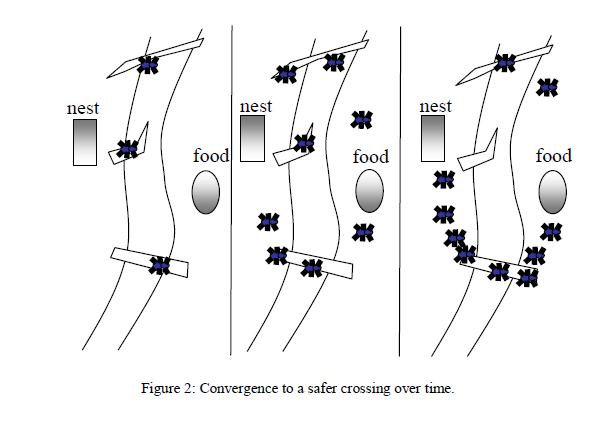 nest
food
nest
food
nest
food
Figure 2: Convergence to a safer crossing over time.